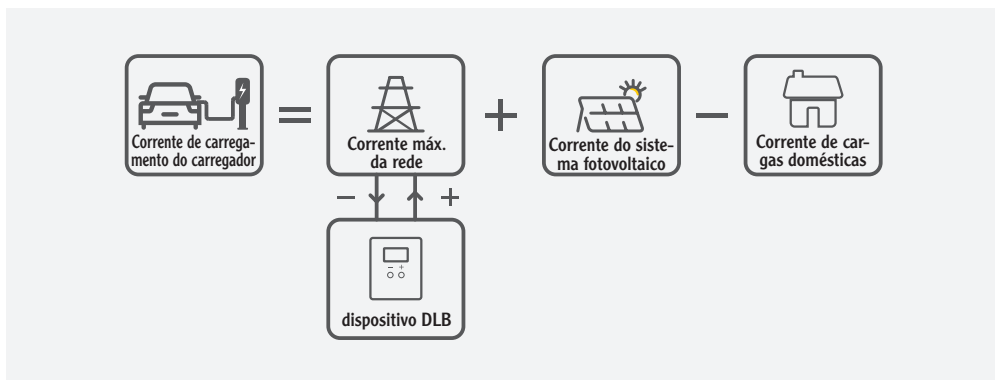 Corrente de carrega-
mento do carregador
=
Corrente máx.
da rede
+
Corrente do siste-
ma fotovoltaico
−
Corrente de car-
gas domésticas
− +
− +
dispositivo DLB